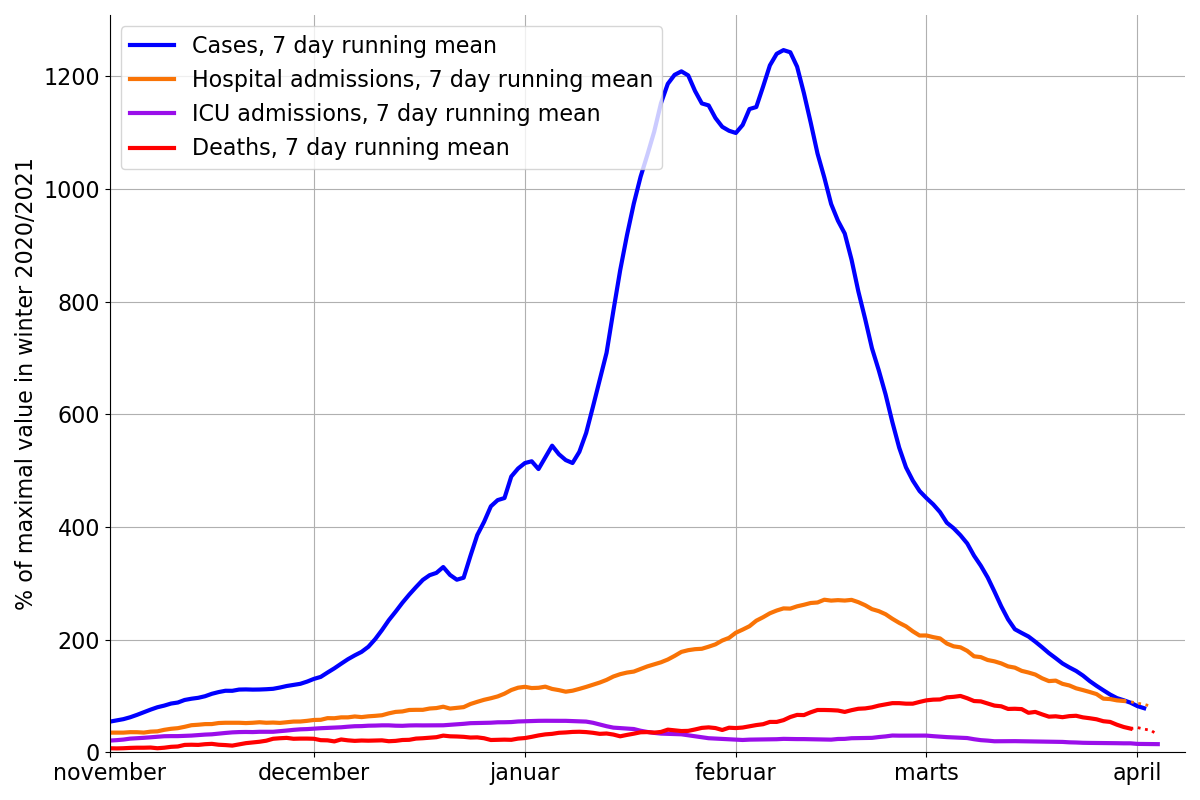 Cases, 7 day running mean
Hospital admissions, 7 day running mean
ICU admissions, 7 day running mean
Deaths, 7 day running mean
% of maximal value in winter 2020/2021
1200
1000
800
600
400
200
0
november december januar februar marts april